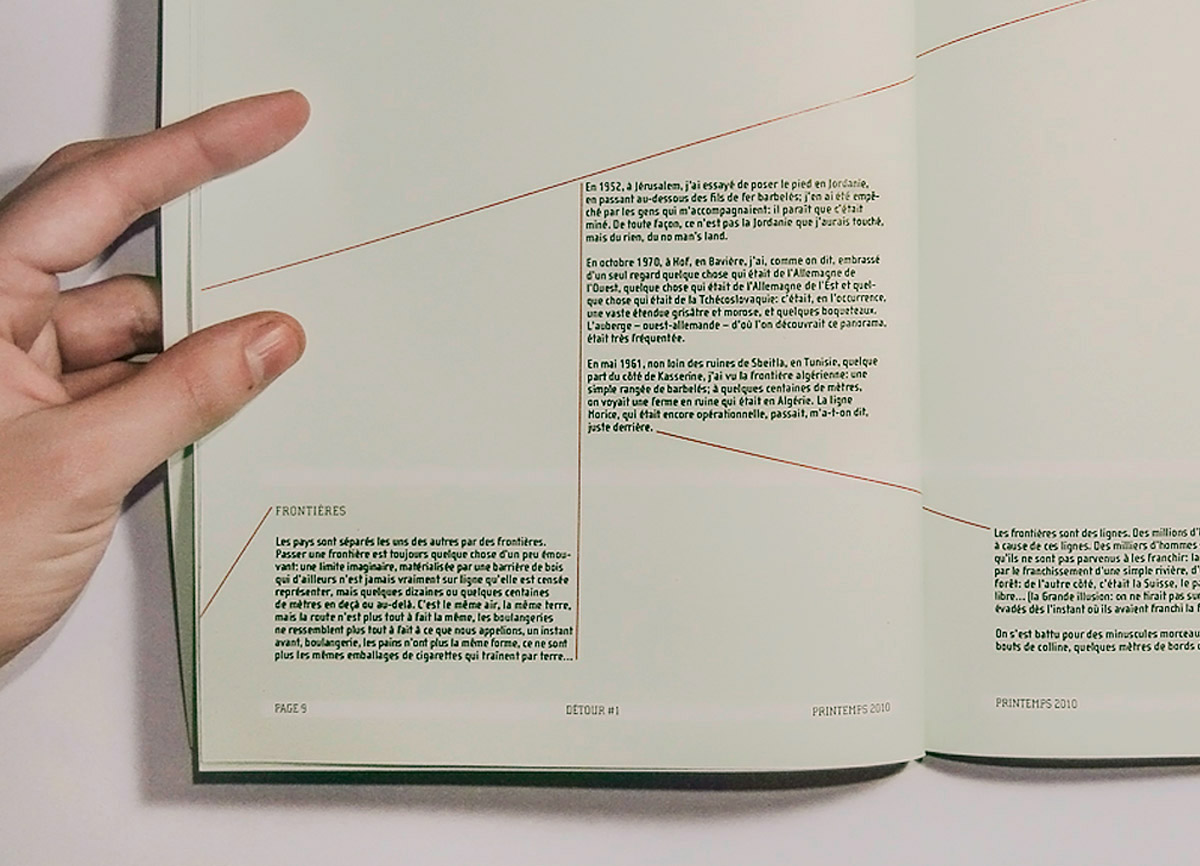 FRONTIÈRES
Les pays sont séparés les uns des autres par des frontières.
Passer une frontière est toujours quelque chose d'un peu émou-
vant: une limite imaginaire, matérialisée par une barrière de bois
qui d'ailleurs n'est jamais vraiment sur ligne qu'elle est censée
représenter, mais quelques dizaines ou quelques centaines
de mètres en deçà ou au-delà. C'est le même air, la même terre,
mais la route n'est plus tout à fait la même, les boulangeries
ne ressemblent plus tout à fait à ce que nous appelions, un instant
avant, boulangerie, les pains n'ont plus la même forme, ce ne sont
plus les mêmes emballages de cigarettes qui traînent par terre...
En 1952, à Jérusalem, j'ai essayé de poser le pied en Jordanie,
en passant au-dessous des fils de fer barbelés; j'en ai été empê-
ché par les gens qui m'accompagnaient: il paraît que c'était
miné. De toute façon, ce n'est pas la Jordanie que j'aurais touché,
mais du rien, du no man's land.
En octobre 1970, à Hof, en Bavière, j'ai, comme on dit, embrassé
d'un seul regard quelque chose qui était de l'Allemagne de
l'Ouest, quelque chose qui était de l'Allemagne de l'Est et quel-
que chose qui était de la Tchécoslovaquie: c'était, en l'occurrence,
une vaste étendue grisâtre et morose, et quelques boqueteaux.
L'auberge – ouest-allemande – d'où l'on découvrait ce panorama,
était très fréquentée.
En mai 1961, non loin des ruines de Sbeitla, en Tunisie, quelque
part du côté de Kasserine, j'ai vu la frontière algérienne: une
simple rangée de barbelés; à quelques centaines de mètres,
on voyait une ferme en ruine qui était en Algérie. La ligne
Morice, qui était encore opérationnelle, passait, m'a-t-on dit,
juste derrière.
PAGE 9
DÉTOUR #1
PRINTEMPS 2010
Les frontières sont des lignes. Des millions d'
à cause de ces lignes. Des milliers d'hommes
qu'ils ne sont pas parvenus à les franchir: la
par le franchissement d'une simple rivière, d'
forêt: de l'autre côté, c'était la Suisse, le
libre... (la Grande illusion: on ne tirait pas
évadés dès l'instant où ils avaient franchi la
On s'est battu pour des minuscules
bouts de colline, quelques mètres de bords
PRINTEMPS 2010